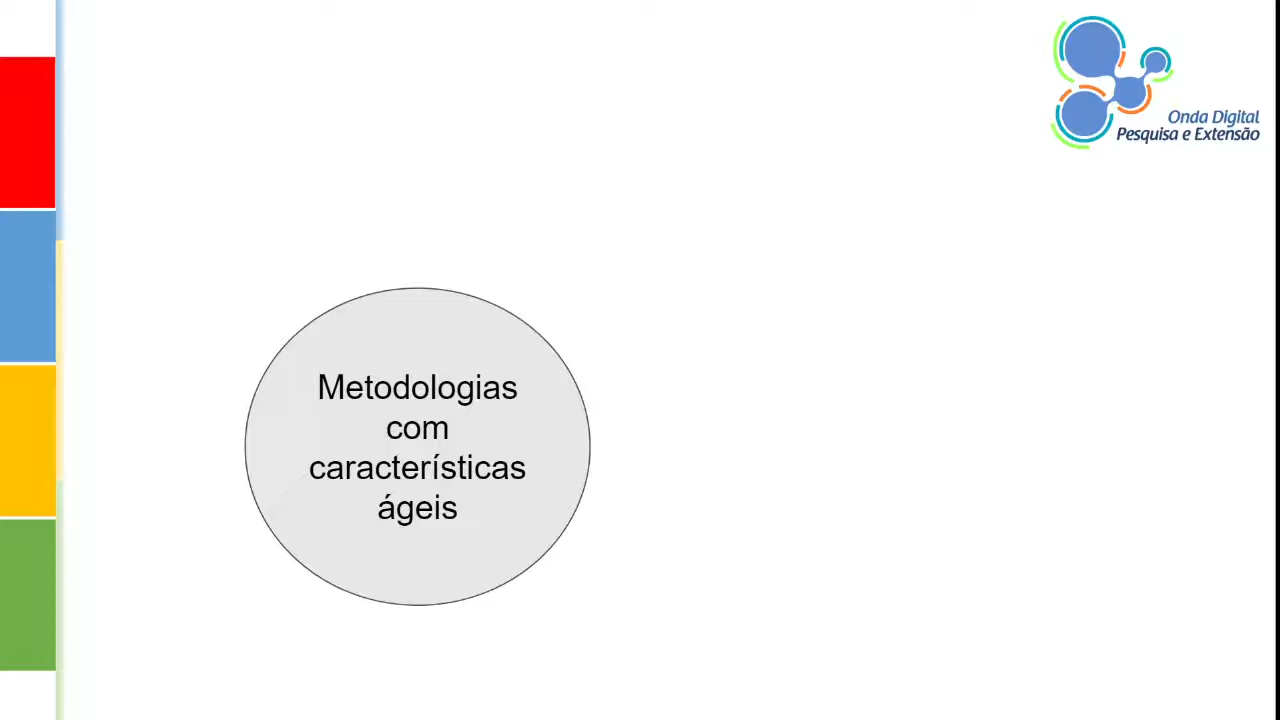 Onda Digital
Pesquisa e Extensão
Metodologias
com
características
ágeis